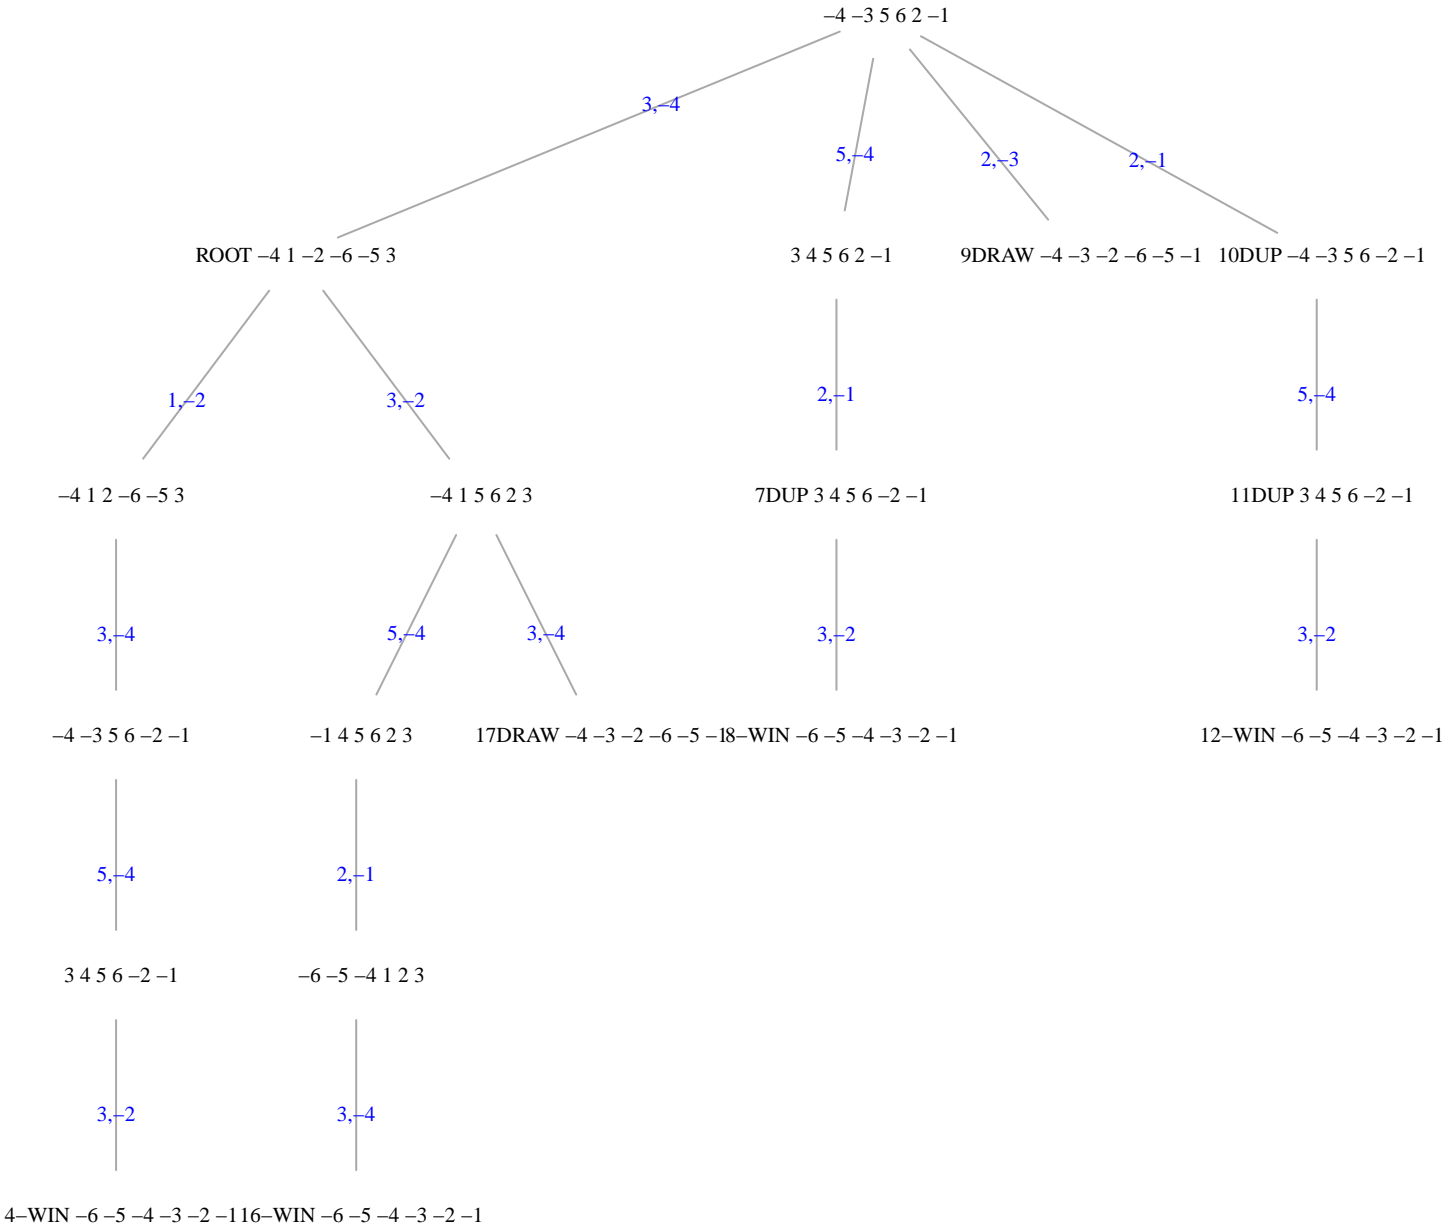 −4 −3 5 6 2 −1
3,−4
5,−4
2,−3
2,−1
ROOT −4 1 −2 −6 −5 3
3 4 5 6 2 −1
9DRAW −4 −3 −2 −6 −5 −1
10DUP −4 −3 5 6 −2 −1
1,−2
3,−2
2,−1
5,−4
−4 1 2 −6 −5 3
−4 1 5 6 2 3
7DUP 3 4 5 6 −2 −1
11DUP 3 4 5 6 −2 −1
3,−4
5,−4
3,−4
3,−2
3,−2
−4 −3 5 6 −2 −1
−1 4 5 6 2 3
17DRAW −4 −3 −2 −6 −5 −1
8−WIN −6 −5 −4 −3 −2 −1
12−WIN −6 −5 −4 −3 −2 −1
5,−4
2,−1
3 4 5 6 −2 −1
−6 −5 −4 1 2 3
3,−2
3,−4
4−WIN −6 −5 −4 −3 −2 −1
16−WIN −6 −5 −4 −3 −2 −1